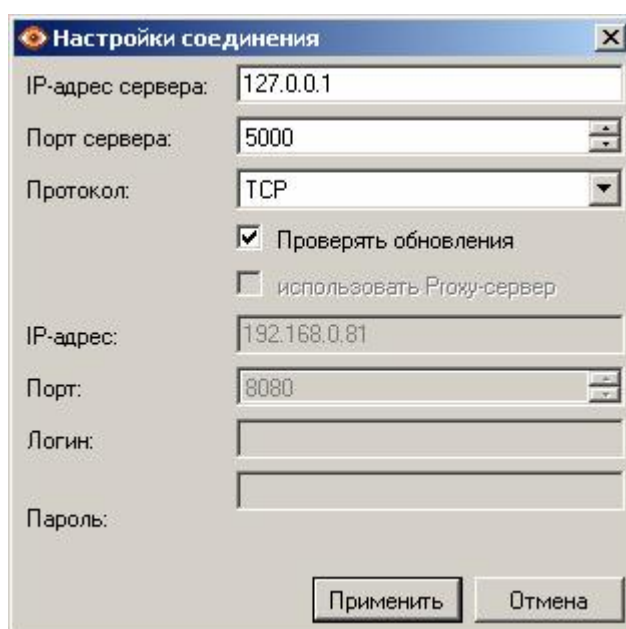 Настройки соединения
IP-адрес сервера: 127.0.0.1
Порт сервера: 5000
Протокол: TCP
Проверять обновления
использовать Proxy-сервер
IP-адрес: 192.168.0.81
Порт: 8080
Логин:
Пароль:
Применить Отмена